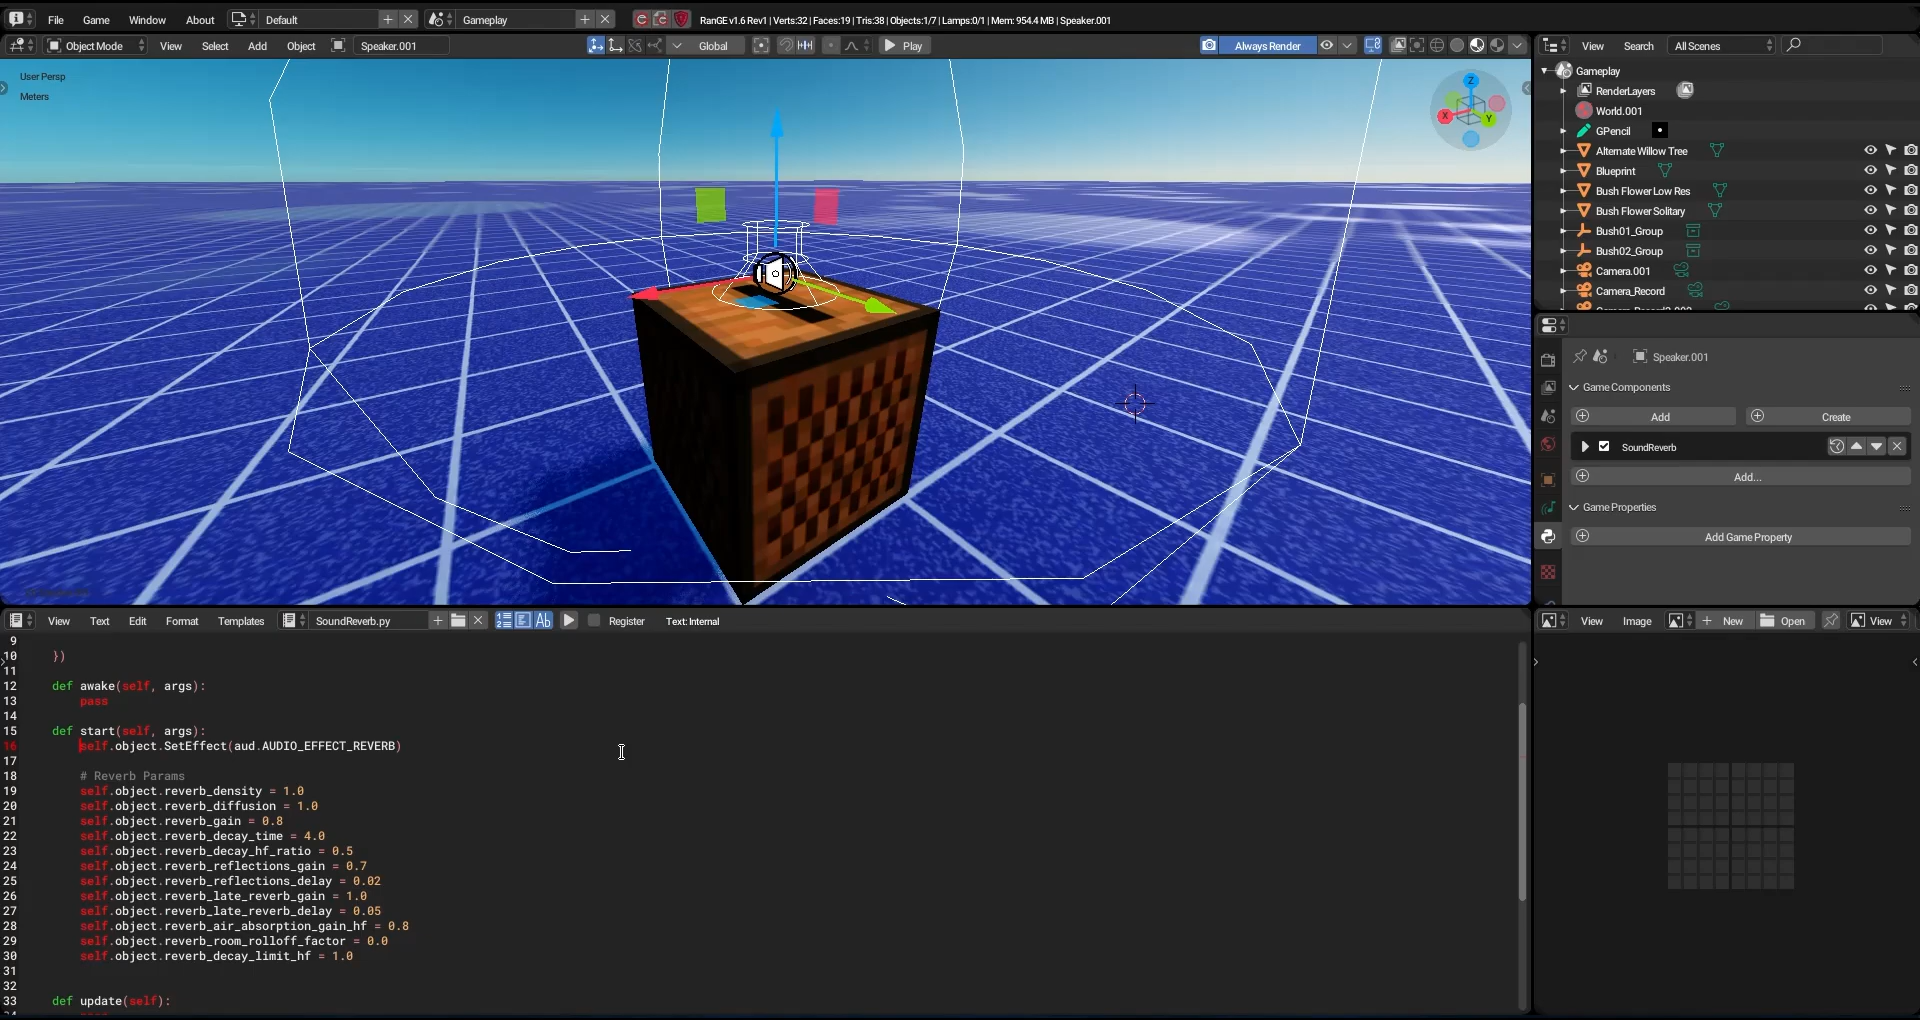 File Game Window About Default Gameplay RanGE v1.6 Rev1 | Verts:32 | Faces:19 | Tris:38 | Objects:1/7 | Lamps:0/1 | Mem: 954.4 MB | Speaker.001
Object Mode View Select Add Object Speaker.001 Global Play Always Render
User Persp
Meters
Z
X
Y
View Search All Scenes
Gameplay
RenderLayers
World.001
GPencil
Alternate Willow Tree
Blueprint
Bush Flower Low Res
Bush Flower Solitary
Bush01_Group
Bush02_Group
Camera.001
Camera_Record
Speaker.001
Game Components
Add Create
SoundReverb
Add...
Game Properties
Add Game Property
View Text Edit Format Templates SoundReverb.py Ab Register Text: Internal
9
10 })
11
12 def awake(self, args):
13 pass
14
15 def start(self, args):
16 self.object.SetEffect(aud.AUDIO_EFFECT_REVERB)
17
18 # Reverb Params
19 self.object.reverb_density = 1.0
20 self.object.reverb_diffusion = 1.0
21 self.object.reverb_gain = 0.8
22 self.object.reverb_decay_time = 4.0
23 self.object.reverb_decay_hf_ratio = 0.5
24 self.object.reverb_reflections_gain = 0.7
25 self.object.reverb_reflections_delay = 0.02
26 self.object.reverb_late_reverb_gain = 1.0
27 self.object.reverb_late_reverb_delay = 0.05
28 self.object.reverb_air_absorption_gain_hf = 0.8
29 self.object.reverb_room_rolloff_factor = 0.0
30 self.object.reverb_decay_limit_hf = 1.0
31
32
33 def update(self):
View Image New Open View